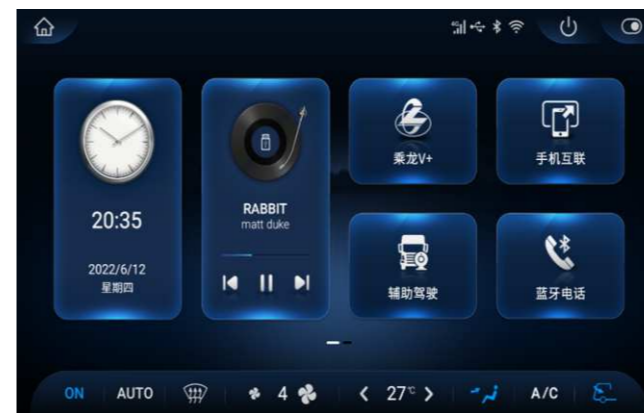 20:35
2022/6/12
星期四
RABBIT
matt duke
乘龙V+
手机互联
辅助驾驶
蓝牙电话
ON
AUTO
4
27℃
A/C